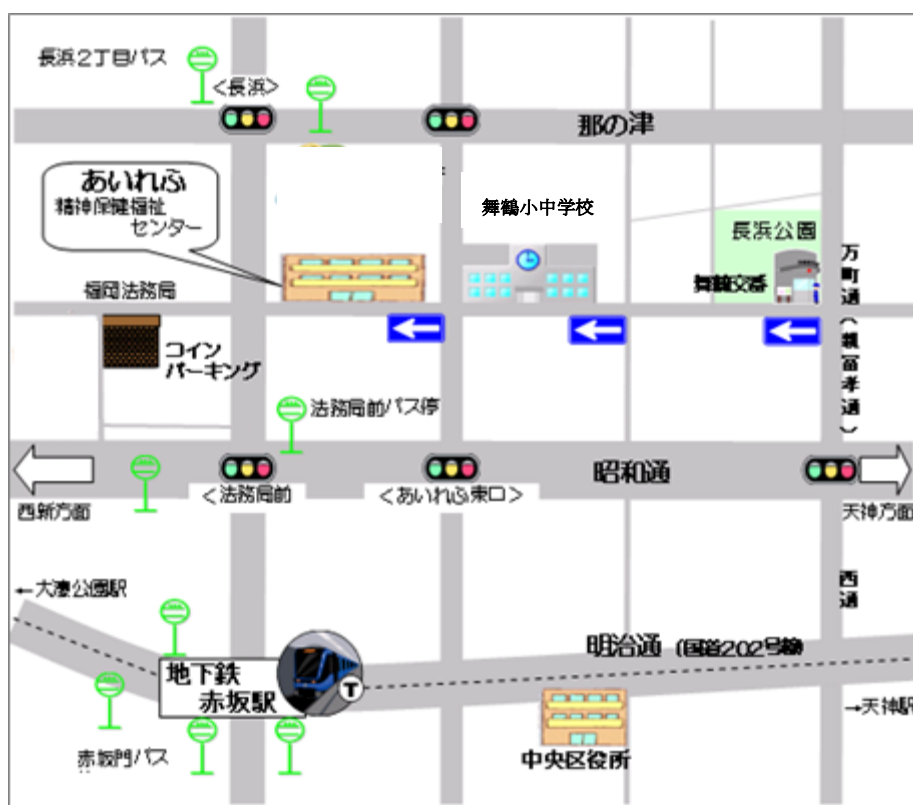 長浜2丁目バス
<長浜>
那の津
あいれふ
精神保健福祉
センター
舞鶴小中学校
長浜公園
舞鶴交番
福岡法務局
コイン
パーキング
万町通(親富孝通)
法務局前バス停
昭和通
<法務局前
<あいれふ東口>
西新方面
天神方面
←大濠公園駅
西通
明治通 (国道202号線)
地下鉄
赤坂駅
T
→天神駅
赤坂門バス
中央区役所